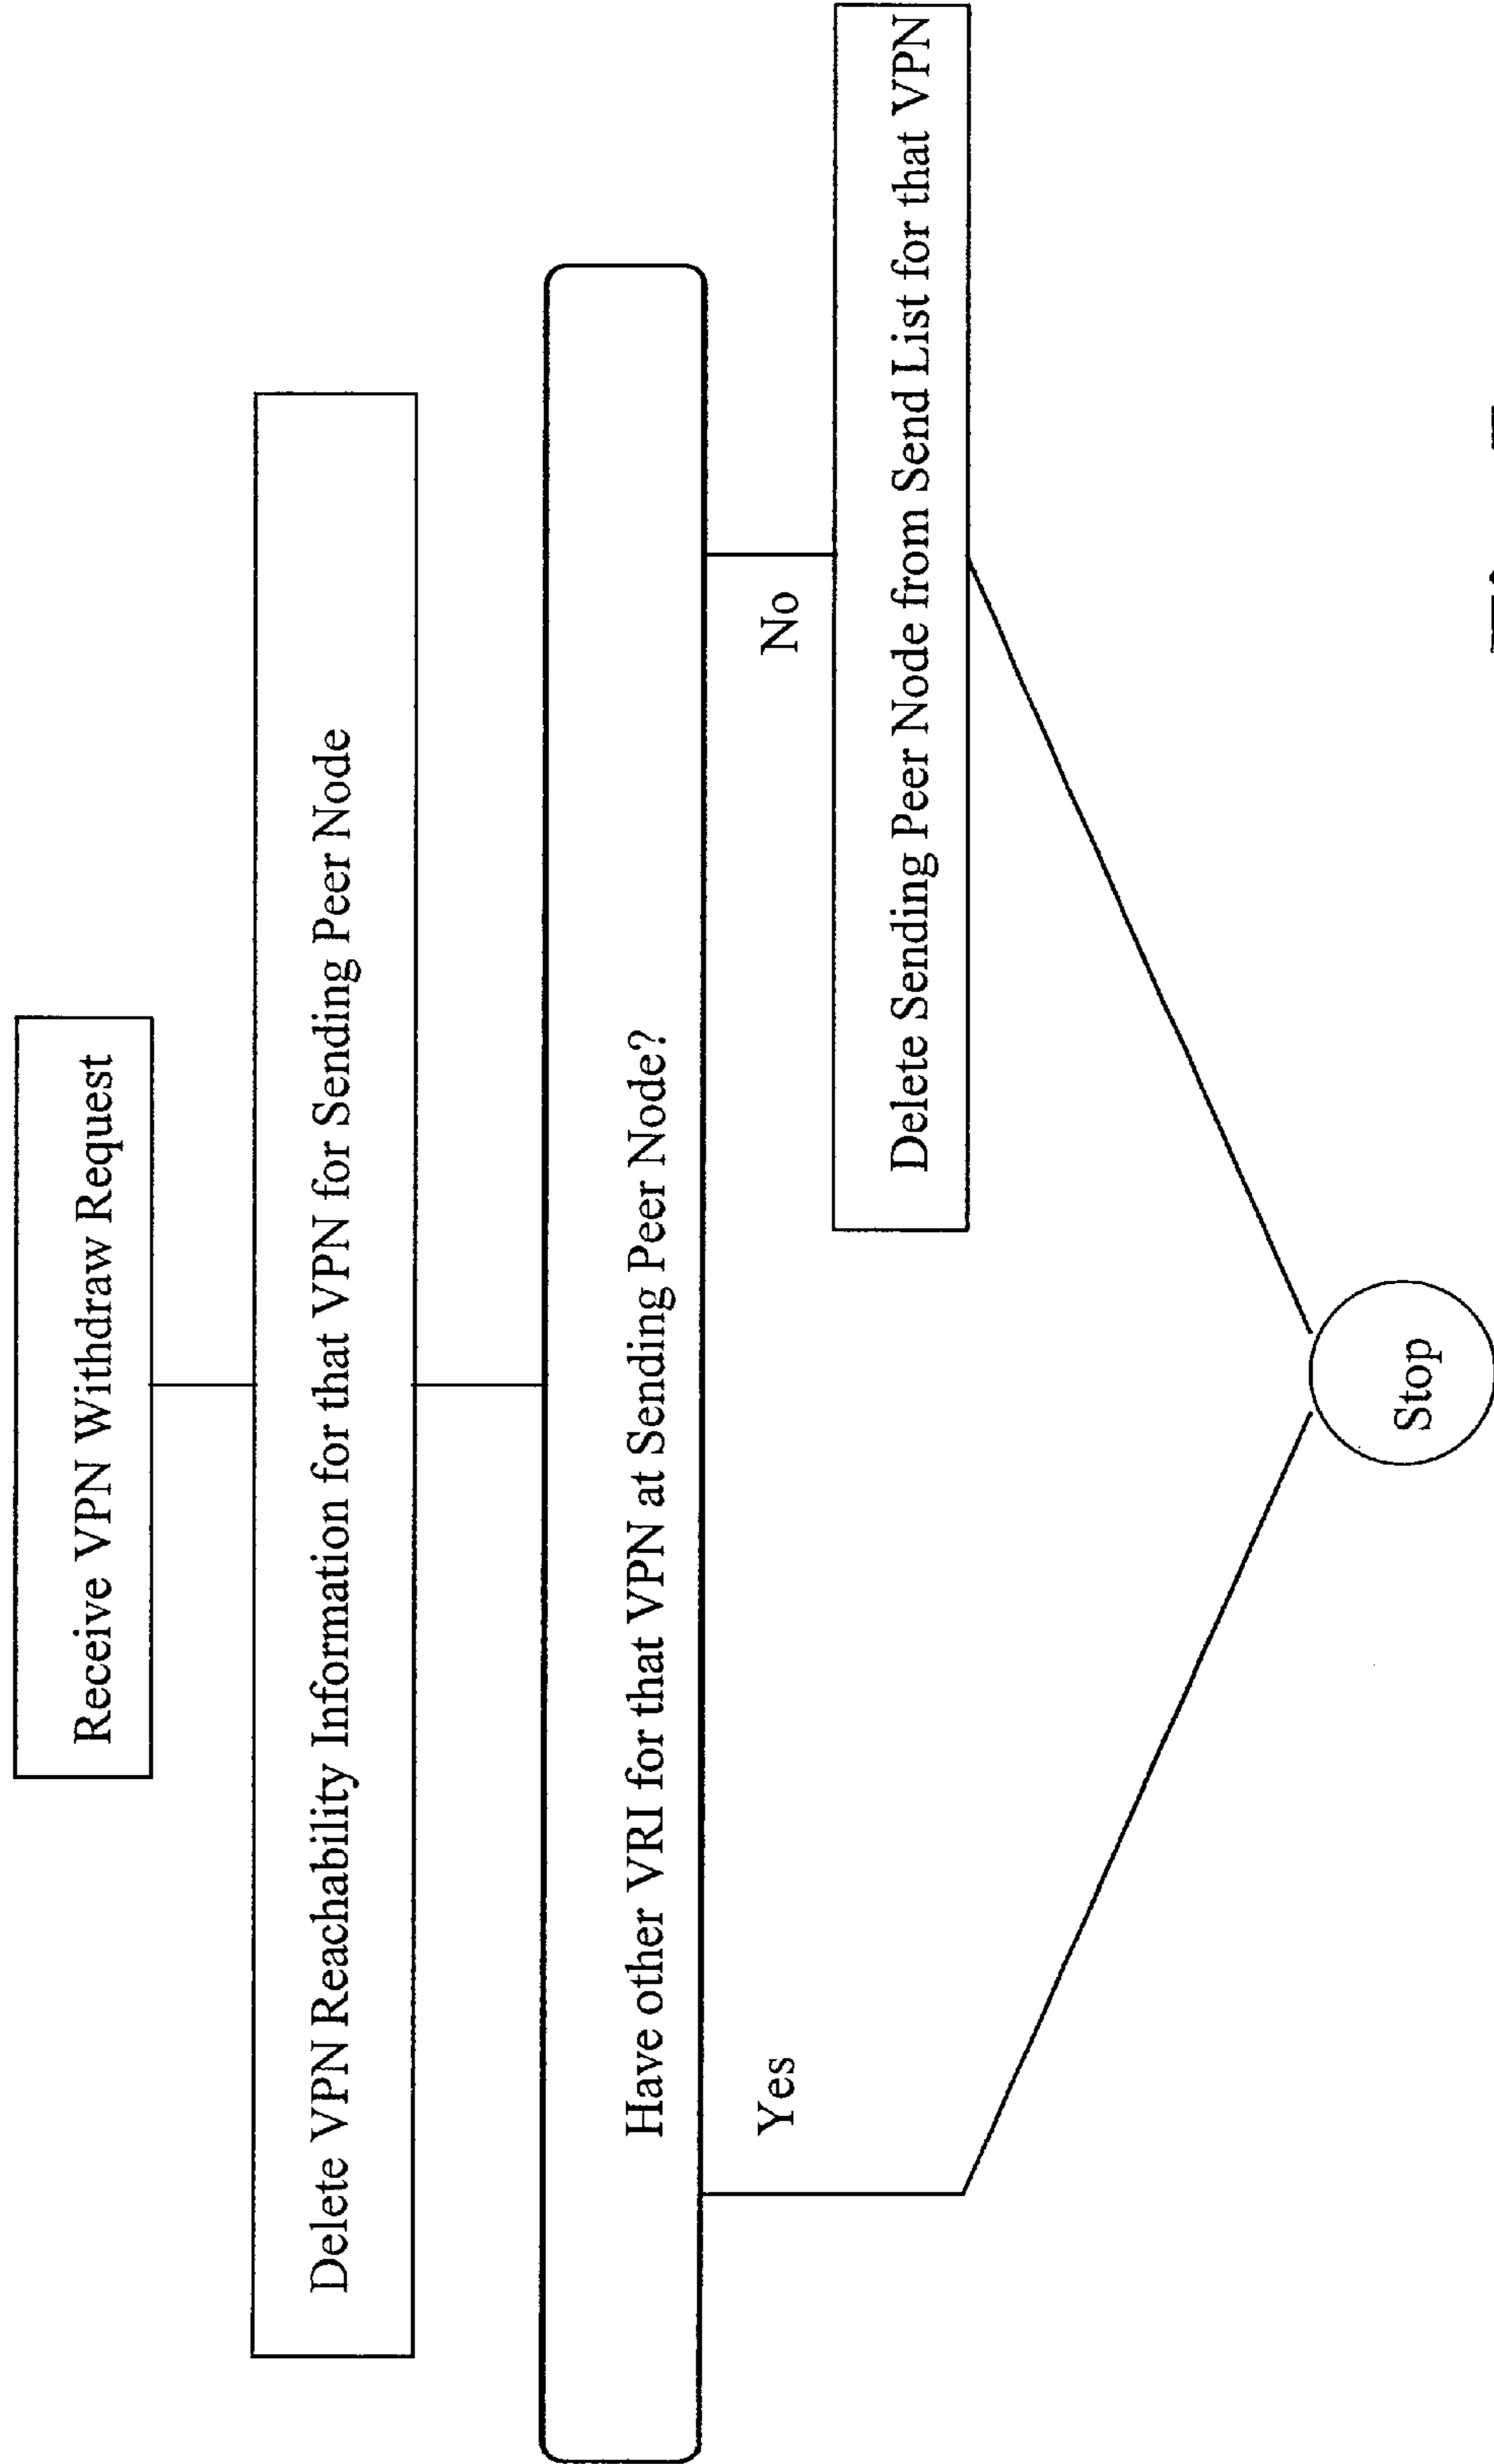 Receive VPN Withdraw Request
Delete VPN Reachability Information for that VPN for Sending Peer Node
Have other VRI for that VPN at Sending Peer Node?
Yes
No
Delete Sending Peer Node from Send List for that VPN
Stop